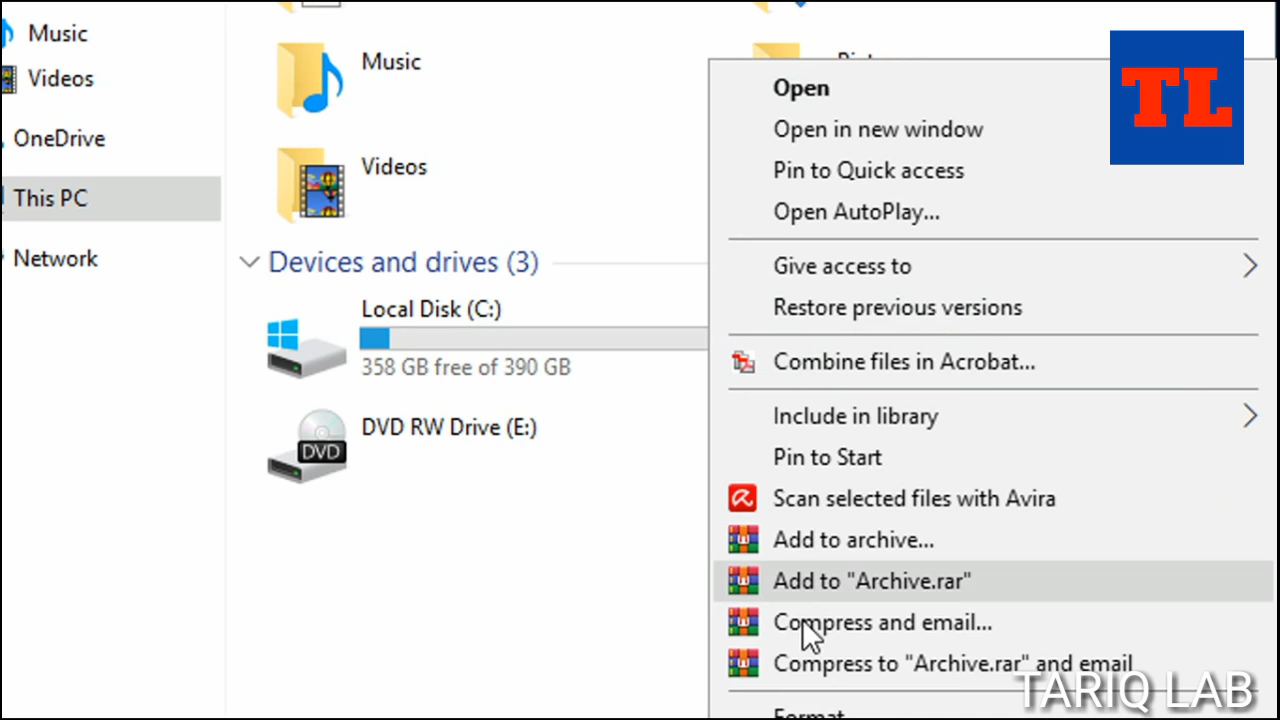 Music
Videos
OneDrive
This PC
Network
Music
Videos
Devices and drives (3)
Local Disk (C:)
358 GB free of 390 GB
DVD RW Drive (E:)
DVD
Open
Open in new window
Pin to Quick access
Open AutoPlay...
Give access to
Restore previous versions
Combine files in Acrobat...
Include in library
Pin to Start
Scan selected files with Avira
Add to archive...
Add to "Archive.rar"
Compress and email...
Compress to "Archive.rar" and email
Format
TL
TARIQ LAB